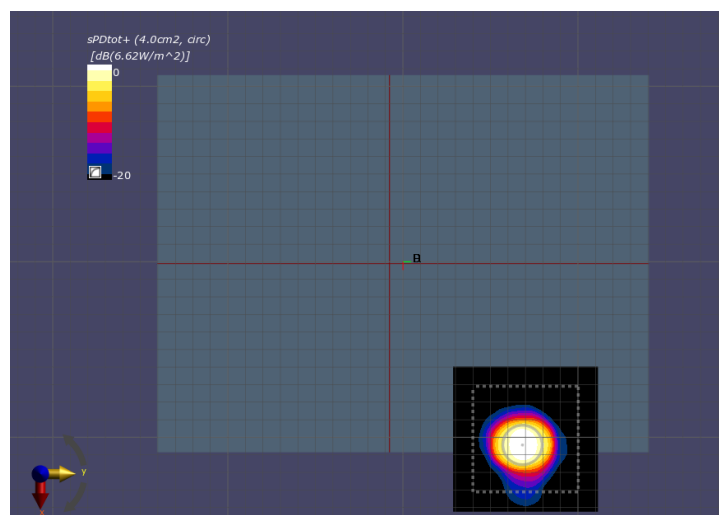 sPDtot+ (4.0cm2, circ)
[dB(6.62W/m^2)]
0
-20
y